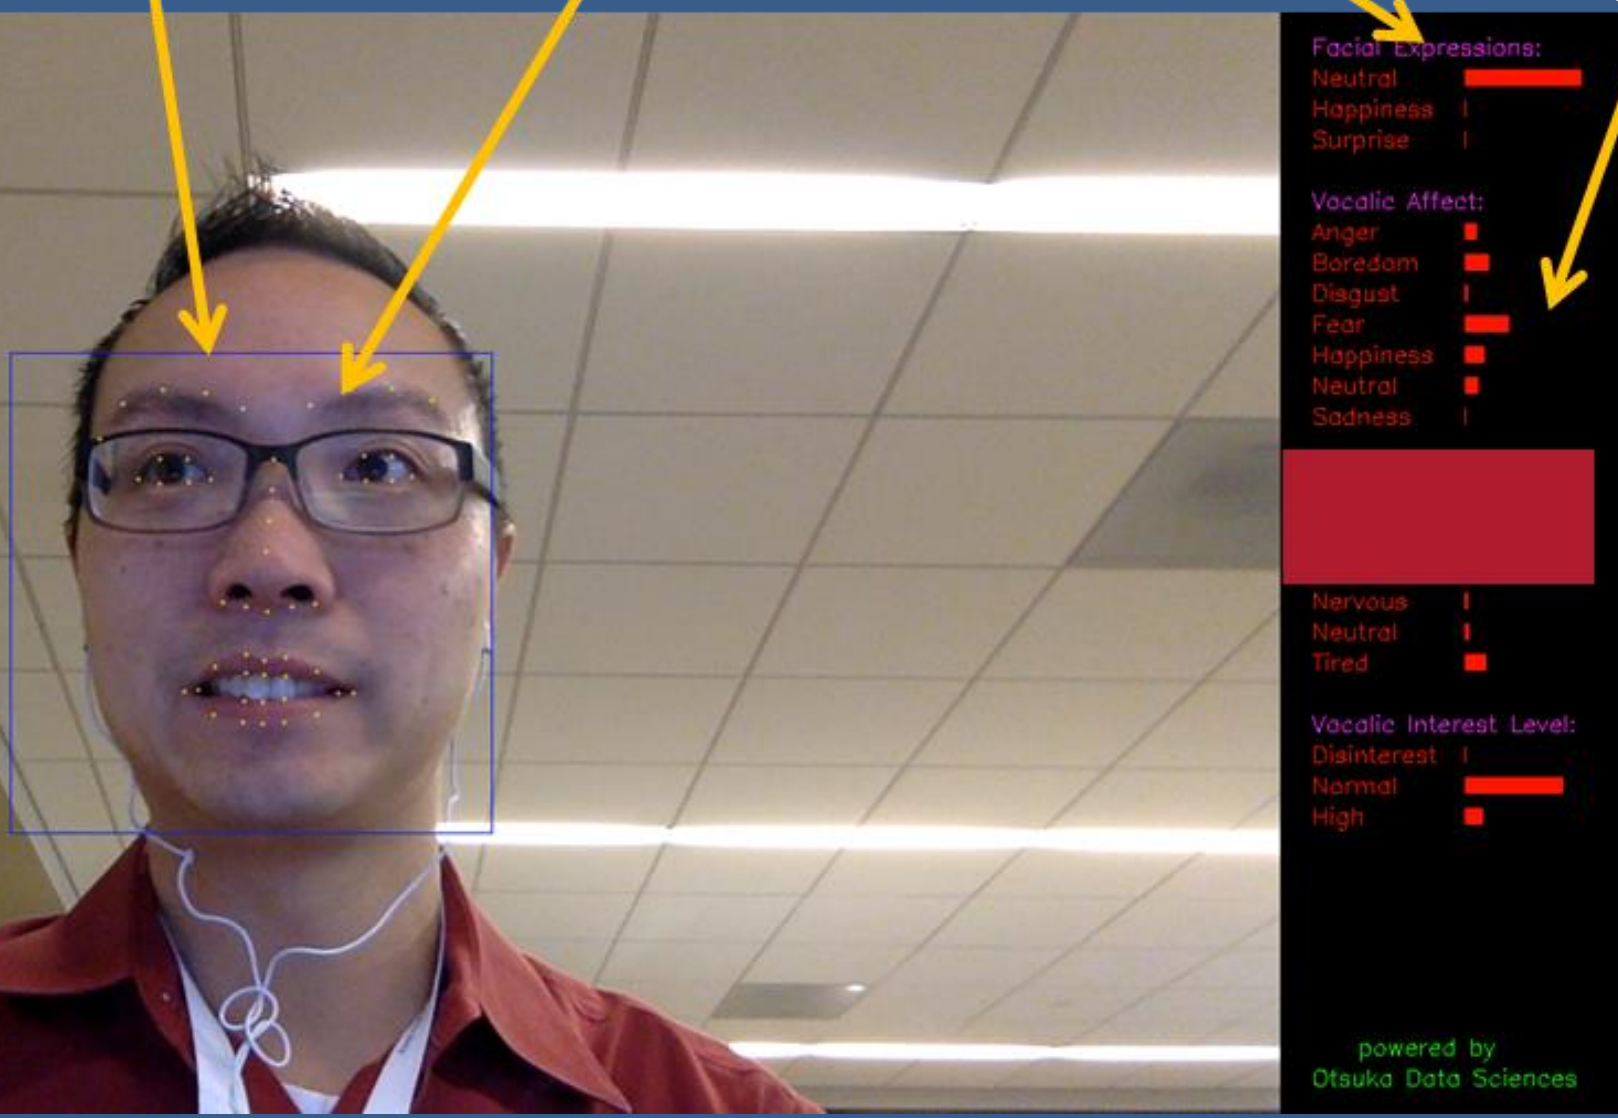 Facial Expressions:
Neutral
Happiness
Surprise
Vocalic Affect:
Anger
Boredom
Disgust
Fear
Happiness
Neutral
Sadness
Nervous
Neutral
Tired
Vocalic Interest Level:
Disinterest
Normal
High
powered by
Otsuka Data Sciences